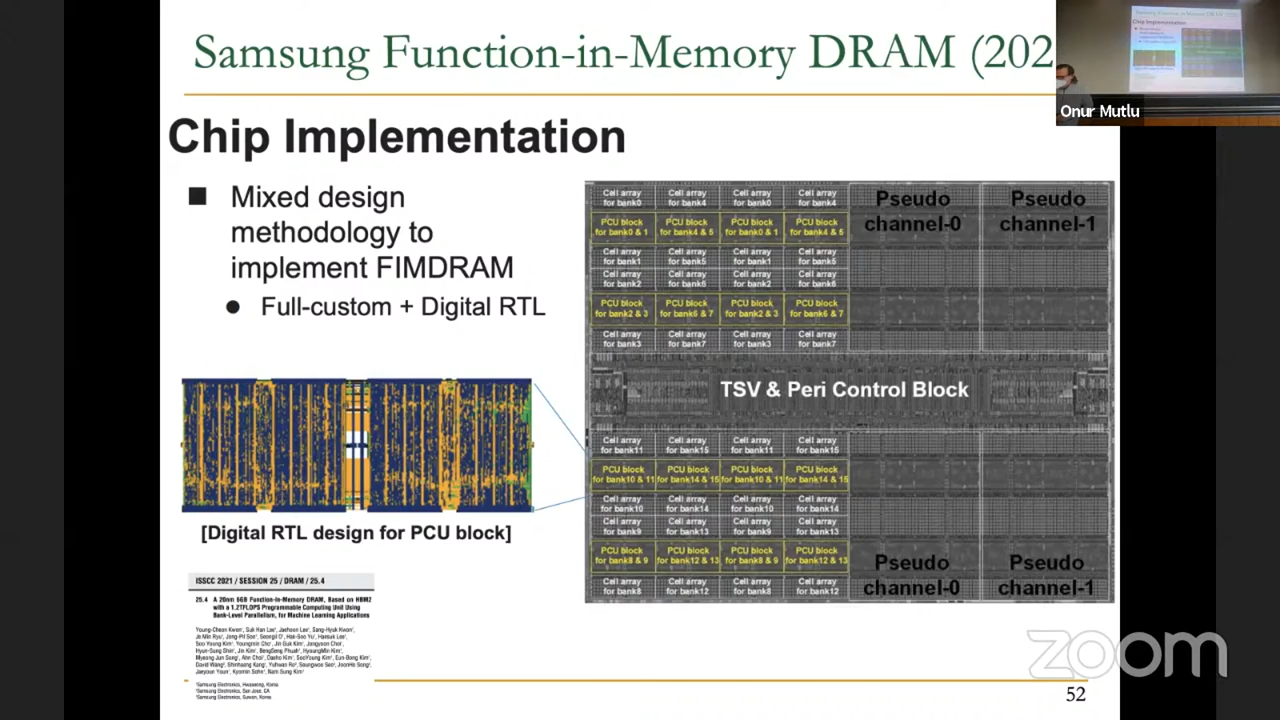 Samsung Function-in-Memory DRAM (202
Onur Mutlu
Chip Implementation
■ Mixed design
methodology to
implement FIMDRAM
● Full-custom + Digital RTL
[Digital RTL design for PCU block]
Cell array for bank0 Cell array for bank4 Cell array for bank0 Cell array for bank4
PCU block for bank0 & 1 PCU block for bank4 & 5 PCU block for bank0 & 1 PCU block for bank4 & 5
Cell array for bank1 Cell array for bank5 Cell array for bank1 Cell array for bank5
Cell array for bank2 Cell array for bank6 Cell array for bank2 Cell array for bank6
PCU block for bank2 & 3 PCU block for bank6 & 7 PCU block for bank2 & 3 PCU block for bank6 & 7
Cell array for bank3 Cell array for bank7 Cell array for bank3 Cell array for bank7
Pseudo channel-0 Pseudo channel-1
TSV & Peri Control Block
Cell array for bank11 Cell array for bank15 Cell array for bank11 Cell array for bank15
PCU block for bank10 & 11 PCU block for bank14 & 15 PCU block for bank10 & 11 PCU block for bank14 & 15
Cell array for bank10 Cell array for bank14 Cell array for bank10 Cell array for bank14
Cell array for bank9 Cell array for bank13 Cell array for bank9 Cell array for bank13
PCU block for bank8 & 9 PCU block for bank12 & 13 PCU block for bank8 & 9 PCU block for bank12 & 13
Cell array for bank8 Cell array for bank12 Cell array for bank8 Cell array for bank12
Pseudo channel-0 Pseudo channel-1
ISSCC 2021 / SESSION 25 / DRAM / 25.4
25.4 A 20nm 6GB Function-In-Memory DRAM, Based on HBM2
with a 1.2TFLOPS Programmable Computing Unit Using
Bank-Level Parallelism, for Machine Learning Applications
Samsung Electronics, Hwaseong, Korea
Samsung Electronics, San Jose, CA
Samsung Electronics, Suwon, Korea
zoom
52